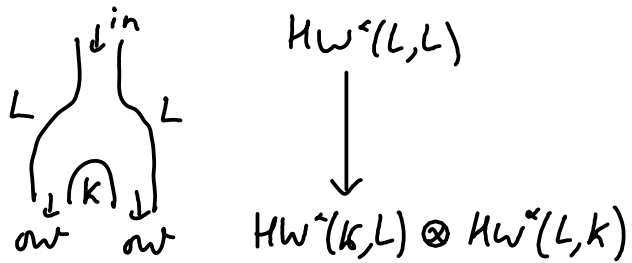 in
HW*(L,L)
L L
K
out out
HW*(K,L) ⊗ HW*(L,K)